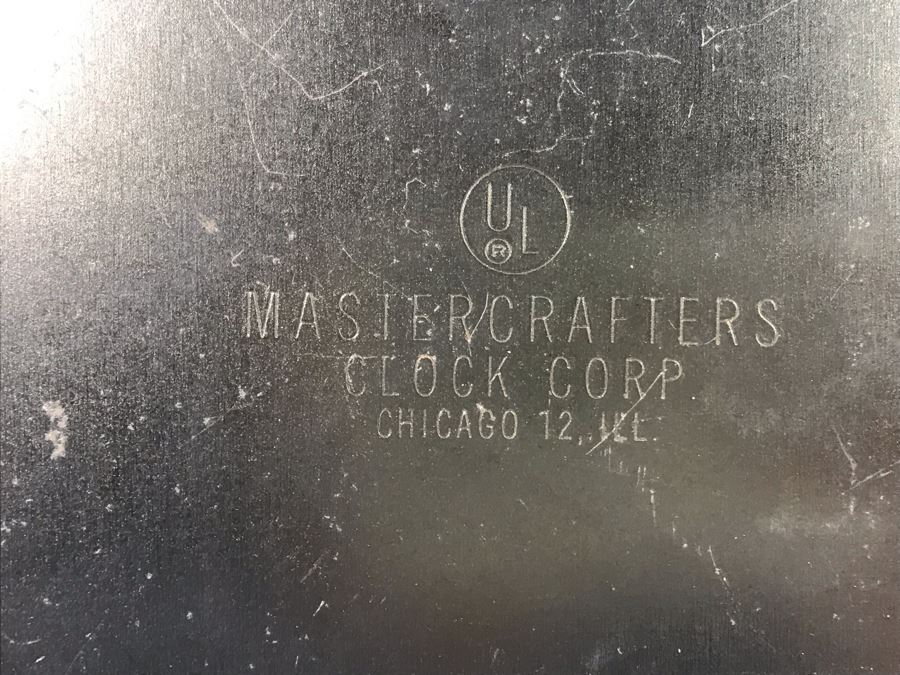 UL
®
MASTERCRAFTERS
CLOCK CORP
CHICAGO 12, ILL.